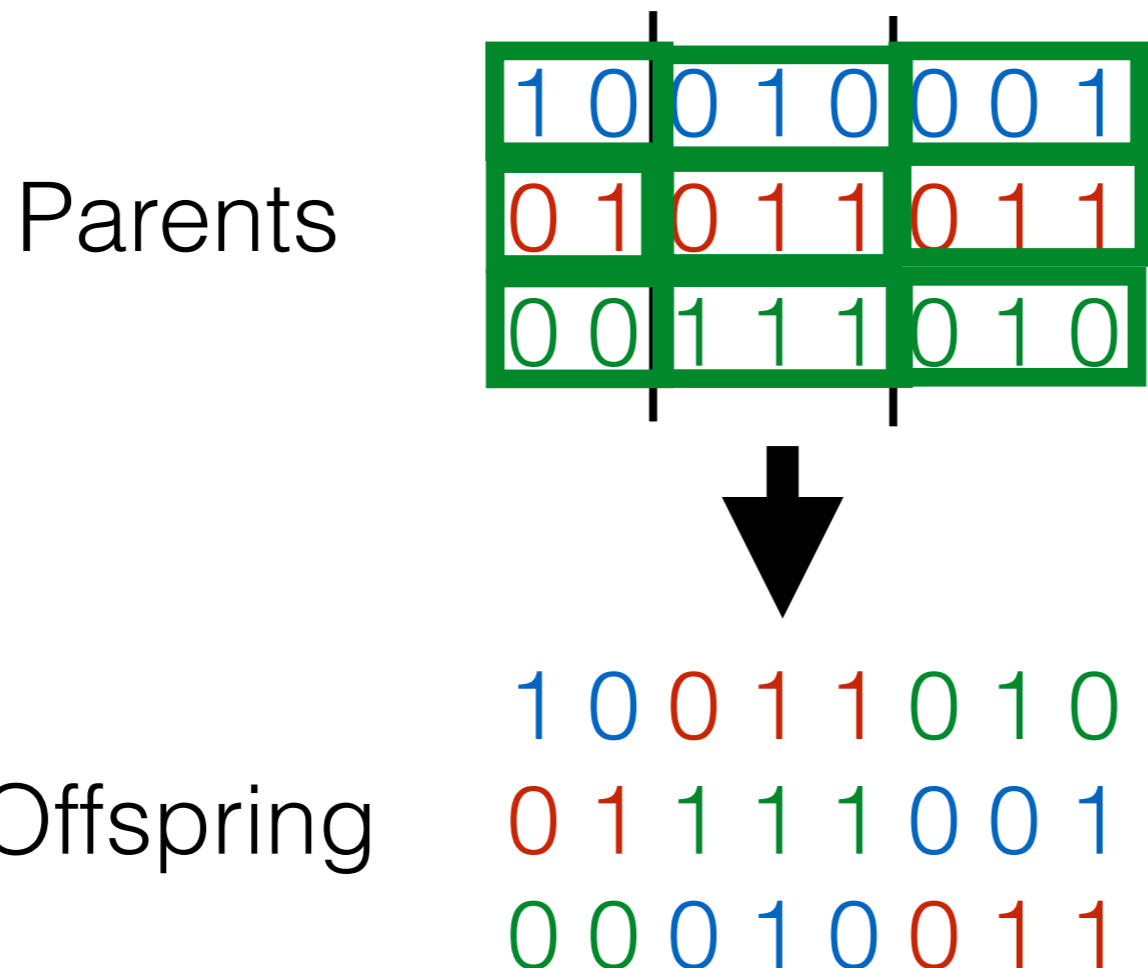 1 0 0 1 0 0 0 1
Parents 0 1 0 1 1 0 1 1
0 0 1 1 1 0 1 0
1 0 0 1 1 0 1 0
Offspring 0 1 1 1 1 0 0 1
0 0 0 1 0 0 1 1